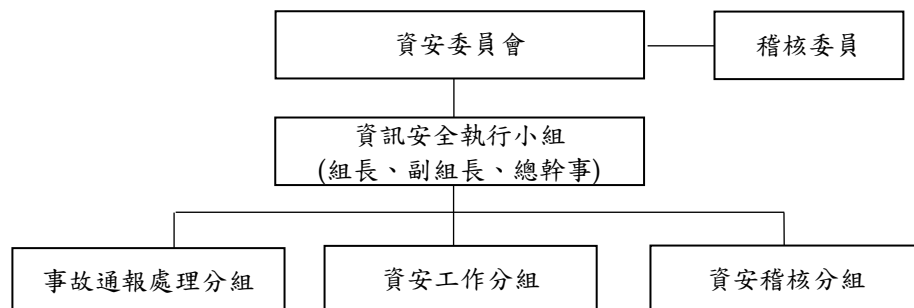 資安委員會
稽核委員
資訊安全執行小組
(組長、副組長、總幹事)
事故通報處理分組
資安工作分組
資安稽核分組